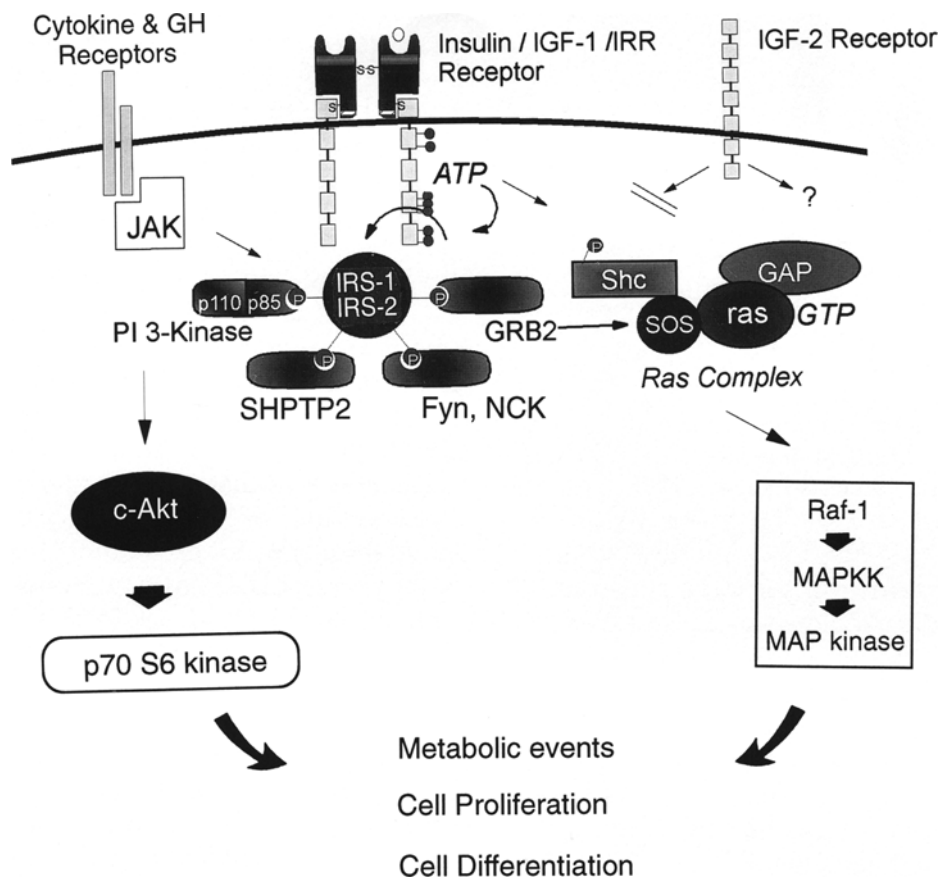 Cytokine & GH
Receptors
Insulin / IGF-1 /IRR
Receptor
IGF-2 Receptor
s-s
s
s
ATP
?
JAK
IRS-1
IRS-2
p110 p85
P
P
P
P
PI 3-Kinase
GRB2
SHPTP2
Fyn, NCK
P
Shc
GAP
SOS
ras
GTP
Ras Complex
c-Akt
p70 S6 kinase
Raf-1
MAPKK
MAP kinase
Metabolic events
Cell Proliferation
Cell Differentiation